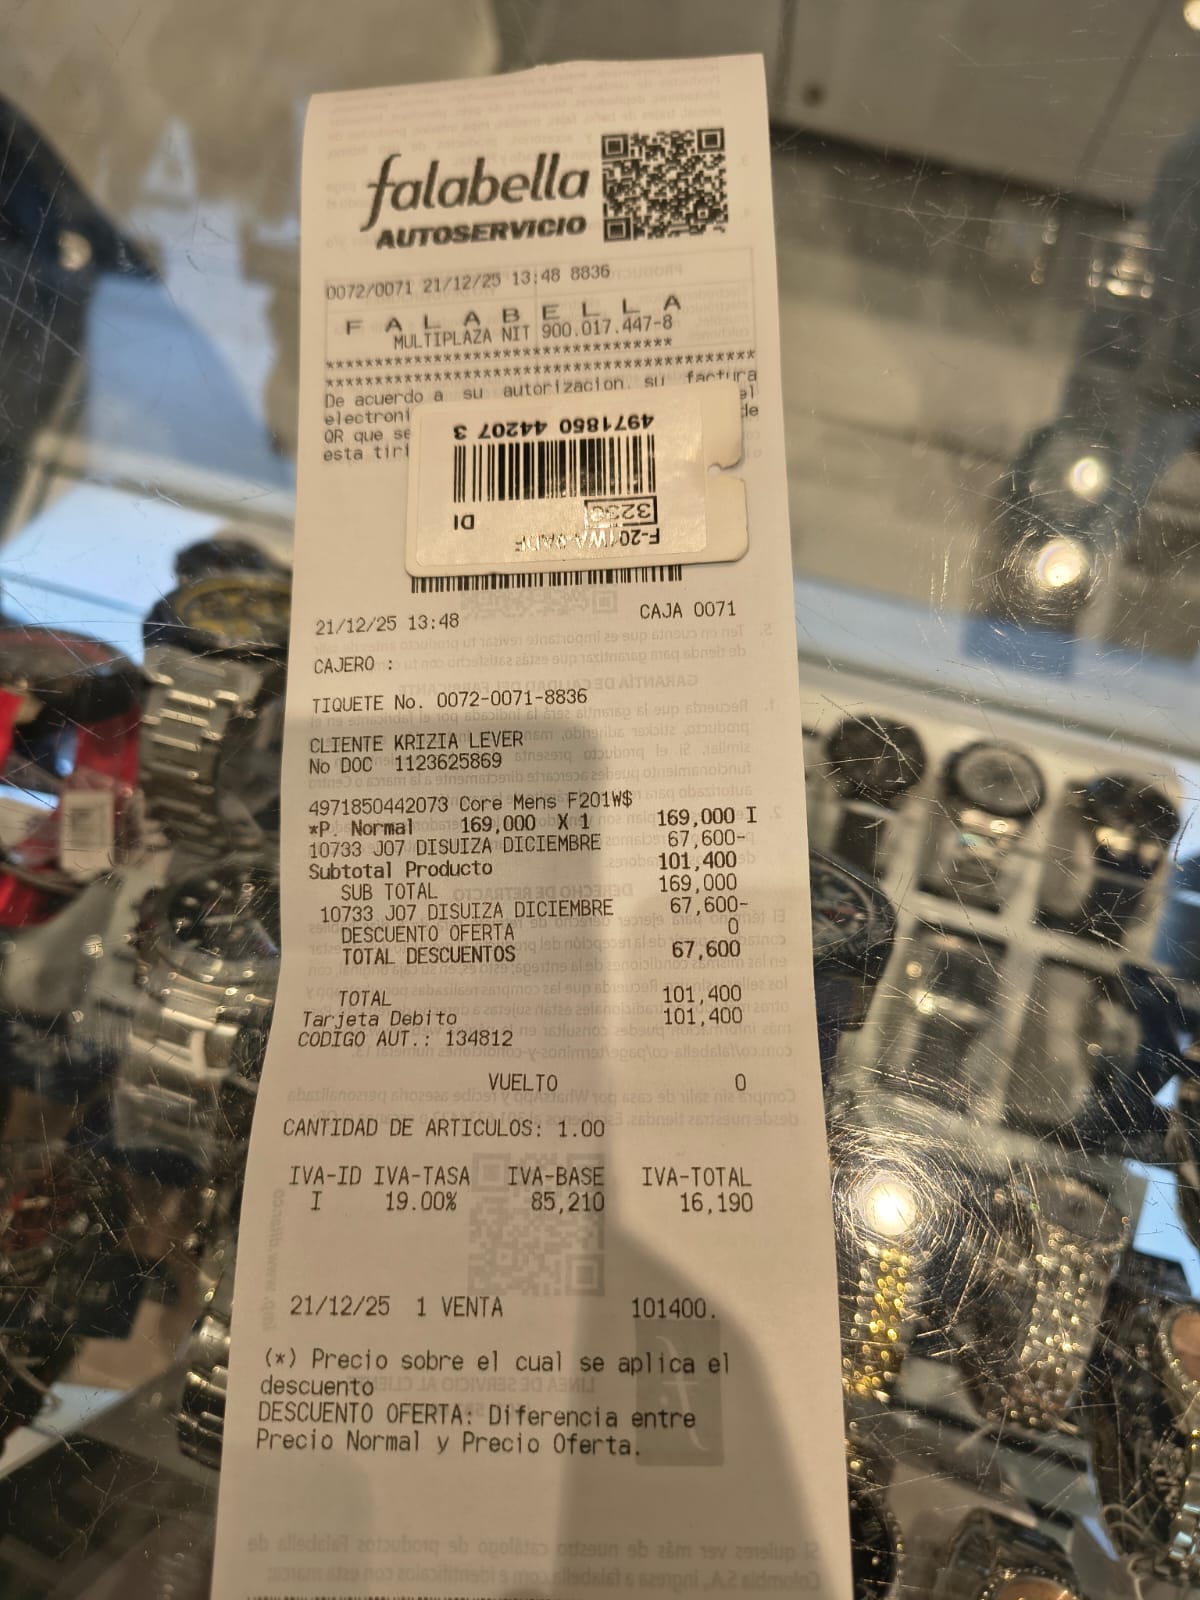 falabella
AUTOSERVICIO
0072/0071 21/12/25 13:48 8836
F A L A B E L L A
MULTIPLAZA NIT 900.017.447-8
************************************
********************************************
De acuerdo a su autorizacion su factura
electroni el
QR que se de
esta tiri
4971850 44207 3
DI
323
21/12/25 13:48 CAJA 0071
CAJERO :
TIQUETE No. 0072-0071-8836
CLIENTE KRIZIA LEVER
No DOC 1123625869
4971850442073 Core Mens F201W$
*P. Normal 169,000 X 1 169,000 I
10733 J07 DISUIZA DICIEMBRE 67,600-
Subtotal Producto 101,400
SUB TOTAL 169,000
10733 J07 DISUIZA DICIEMBRE 67,600-
DESCUENTO OFERTA 0
TOTAL DESCUENTOS 67,600
TOTAL 101,400
Tarjeta Debito 101,400
CODIGO AUT.: 134812
VUELTO 0
CANTIDAD DE ARTICULOS: 1.00
IVA-ID IVA-TASA IVA-BASE IVA-TOTAL
I 19.00% 85,210 16,190
21/12/25 1 VENTA 101400.
(*) Precio sobre el cual se aplica el
descuento
DESCUENTO OFERTA: Diferencia entre
Precio Normal y Precio Oferta.